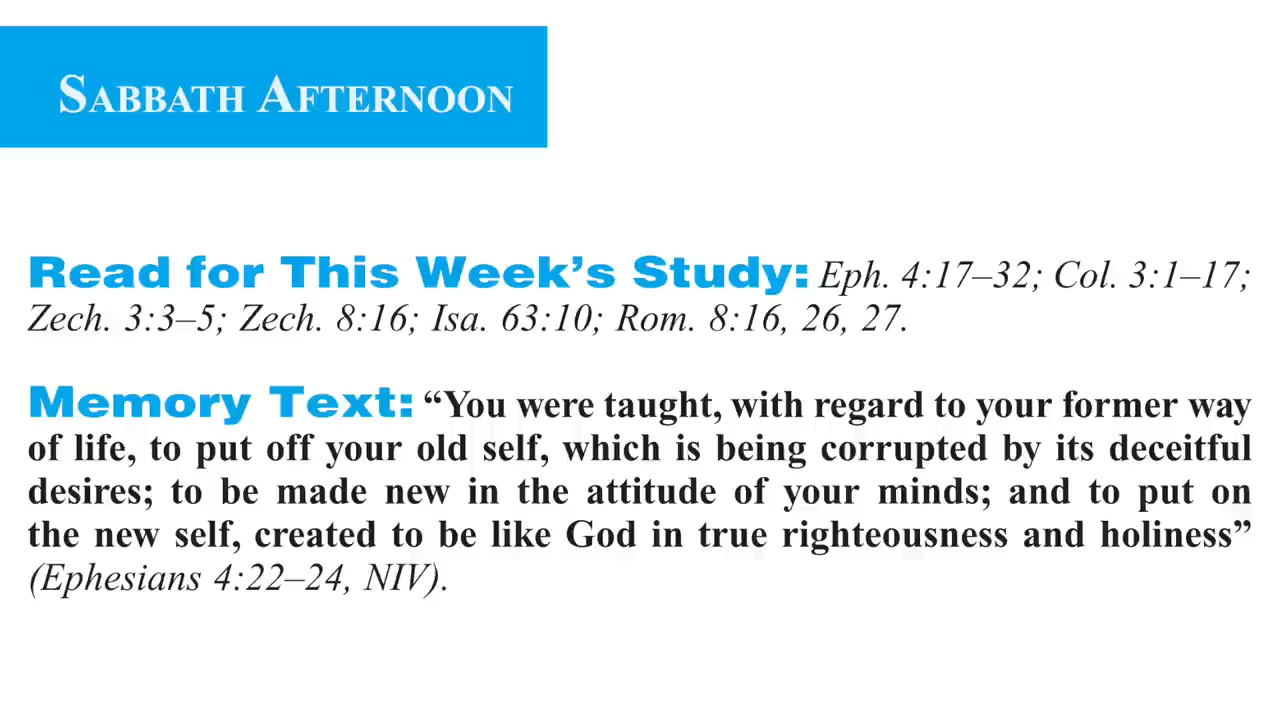 SABBATH AFTERNOON
Read for This Week’s Study: Eph. 4:17–32; Col. 3:1–17;
Zech. 3:3–5; Zech. 8:16; Isa. 63:10; Rom. 8:16, 26, 27.
Memory Text: “You were taught, with regard to your former way
of life, to put off your old self, which is being corrupted by its deceitful
desires; to be made new in the attitude of your minds; and to put on
the new self, created to be like God in true righteousness and holiness”
(Ephesians 4:22–24, NIV).